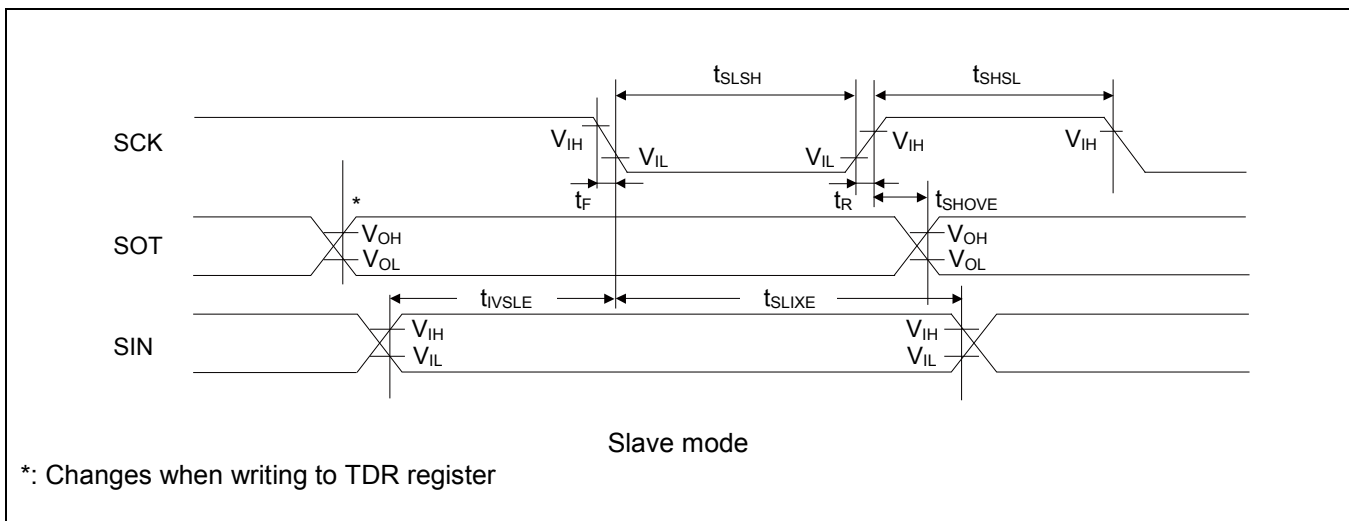 tSLSH tSHSL
SCK VIH VIL VIL VIH VIH
tF tR tSHOVE
*
SOT VOH VOH
VOL VOL
tIVSLE tSLIXE
SIN VIH VIH
VIL VIL
Slave mode
*: Changes when writing to TDR register